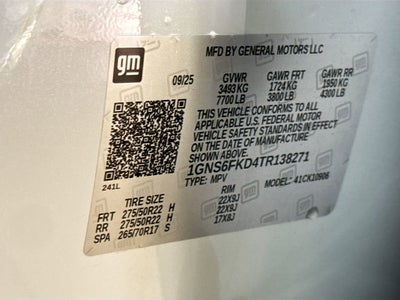 MFD BY GENERAL MOTORS LLC
gm
09/25 GVWR GAWR FRT GAWR RR
3493 KG 1724 KG 1950 KG
7700 LB 3800 LB 4300 LB
THIS VEHICLE CONFORMS TO ALL
APPLICABLE U.S. FEDERAL MOTOR
VEHICLE SAFETY STANDARDS IN EFFECT
ON THE DATE OF MANUFACTURE SHOWN ABOVE.
1GNS6FKD4TR138271
241L TYPE: MPV MODEL: 41CK10906
TIRE SIZE RIM
FRT 275/50R22 H 22X9J
RR 275/50R22 H 22X9J
SPA 265/70R17 S 17X8J